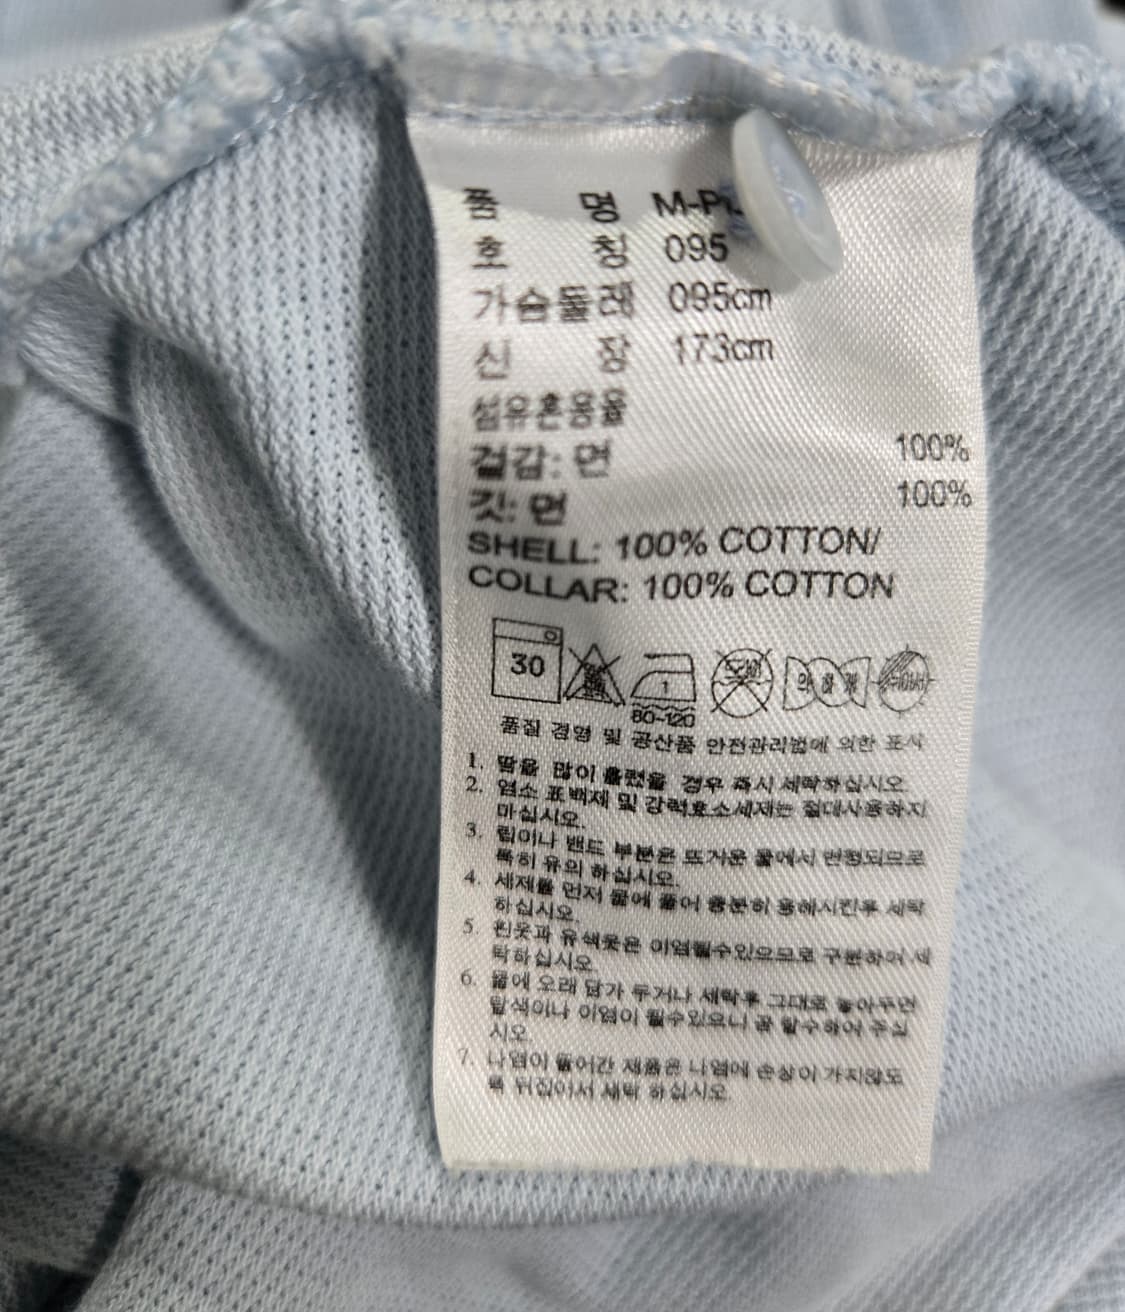 품 명 M-P
호 칭 095
가슴둘레 095cm
신 장 173cm
섬유혼용율
겉감: 면 100%
깃: 면 100%
SHELL: 100% COTTON/
COLLAR: 100% COTTON
30
1
80-120
드라이
약 하 게
품질 경영 및 공산품 안전관리법에 의한 표시
1. 땀을 많이 흘렸을 경우 즉시 세탁하십시오.
2. 염소 표백제 및 강력효소세제는 절대사용하지
마십시오.
3. 립이나 밴드 부분은 뜨거운 물에서 변형되므로
특히 유의 하십시오.
4. 세제를 먼저 물에 풀어 충분히 용해시킨후 세탁
하십시오.
5. 흰옷과 유색옷은 이염될수있으므로 구분하여 세
탁하십시오.
6. 물에 오래 담가 두거나 세탁후 그대로 놓아두면
탈색이나 이염이 될수있으니 곧 탈수하여 주십
시오.
7. 나염이 들어간 제품은 나염에 손상이 가지않도
록 뒤집어서 세탁 하십시오.